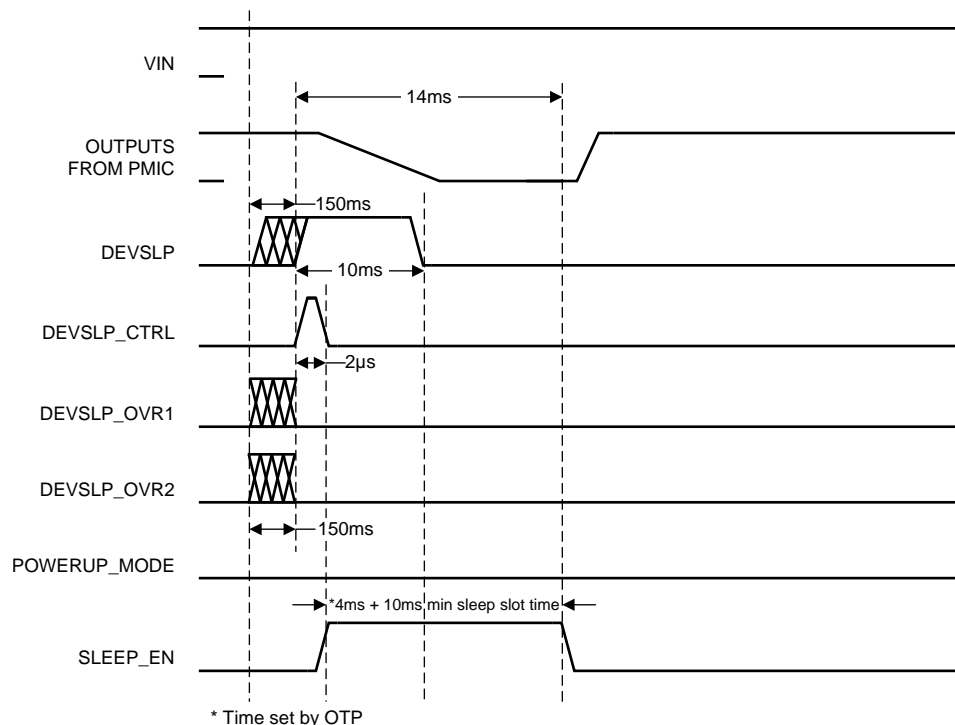 VIN
14ms
OUTPUTS
FROM PMIC
150ms
DEVSLP
10ms
DEVSLP_CTRL
2µs
DEVSLP_OVR1
DEVSLP_OVR2
150ms
POWERUP_MODE
*4ms + 10ms min sleep slot time
SLEEP_EN
* Time set by OTP